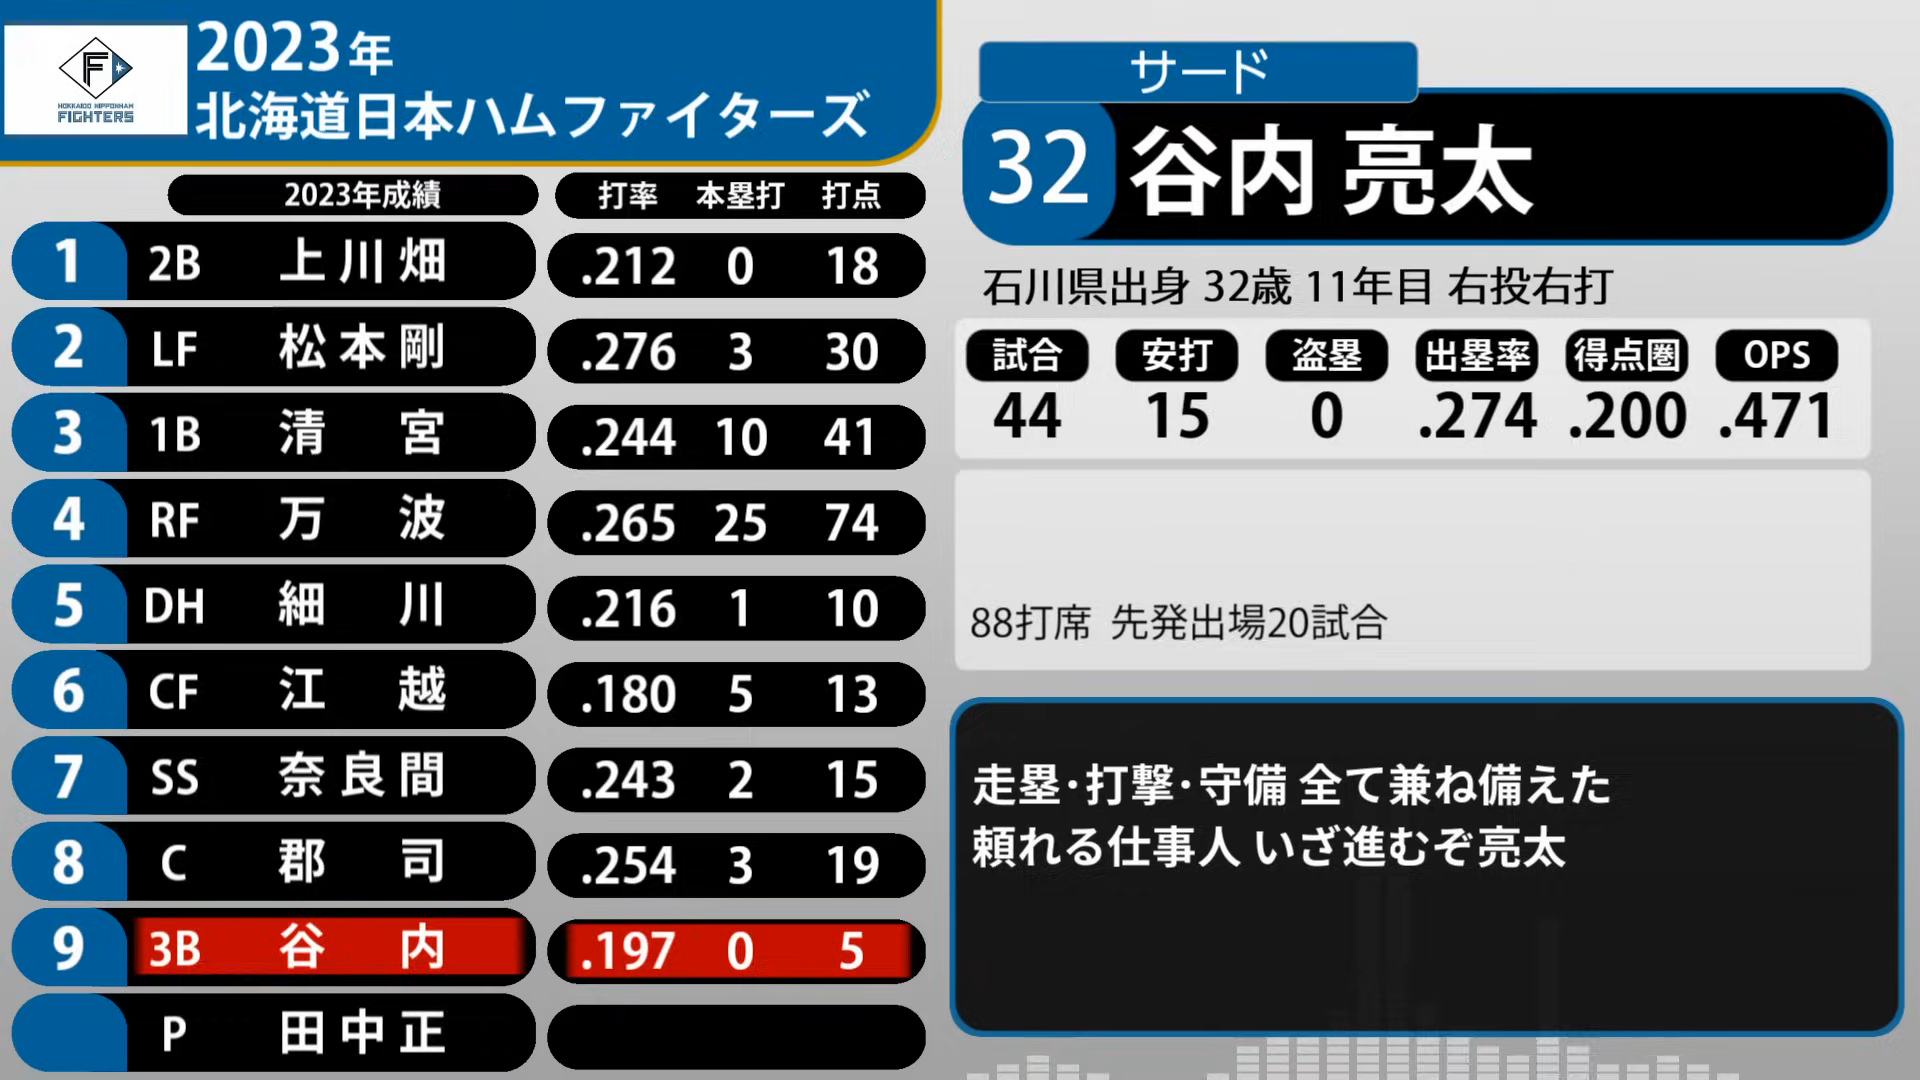 HOKKAIDO NIPPONHAM
FIGHTERS
2023年
北海道日本ハムファイターズ
2023年成績 打率 本塁打 打点
1 2B 上川畑 .212 0 18
2 LF 松本剛 .276 3 30
3 1B 清宮 .244 10 41
4 RF 万波 .265 25 74
5 DH 細川 .216 1 10
6 CF 江越 .180 5 13
7 SS 奈良間 .243 2 15
8 C 郡司 .254 3 19
9 3B 谷内 .197 0 5
P 田中正
サード
32 谷内 亮太
石川県出身 32歳 11年目 右投右打
試合 安打 盗塁 出塁率 得点圏 OPS
44 15 0 .274 .200 .471
88打席 先発出場20試合
走塁・打撃・守備 全て兼ね備えた
頼れる仕事人 いざ進むぞ亮太